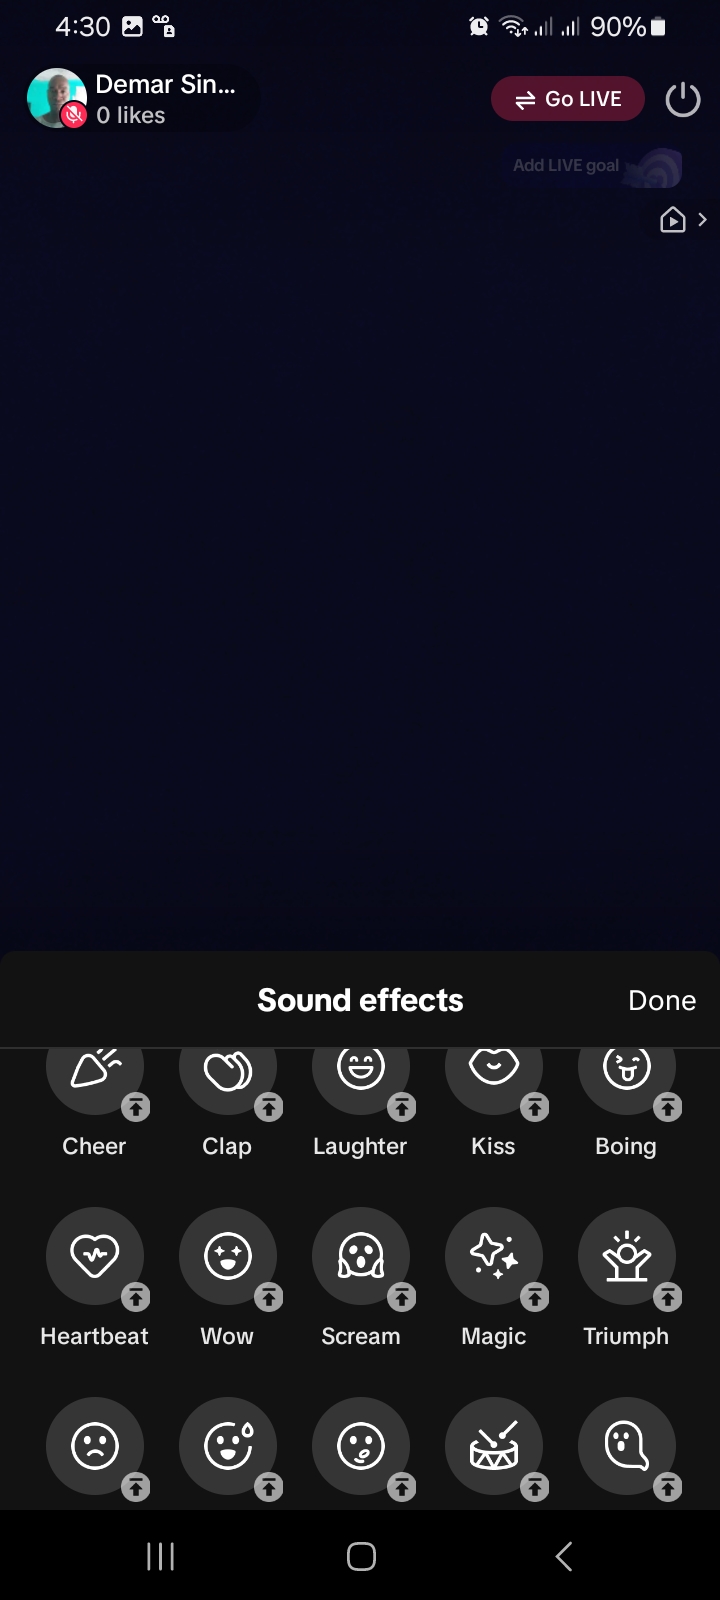 4:30 90%
Demar Sin...
0 likes
Go LIVE
Add LIVE goal
Sound effects
Done
Cheer Clap Laughter Kiss Boing
Heartbeat Wow Scream Magic Triumph